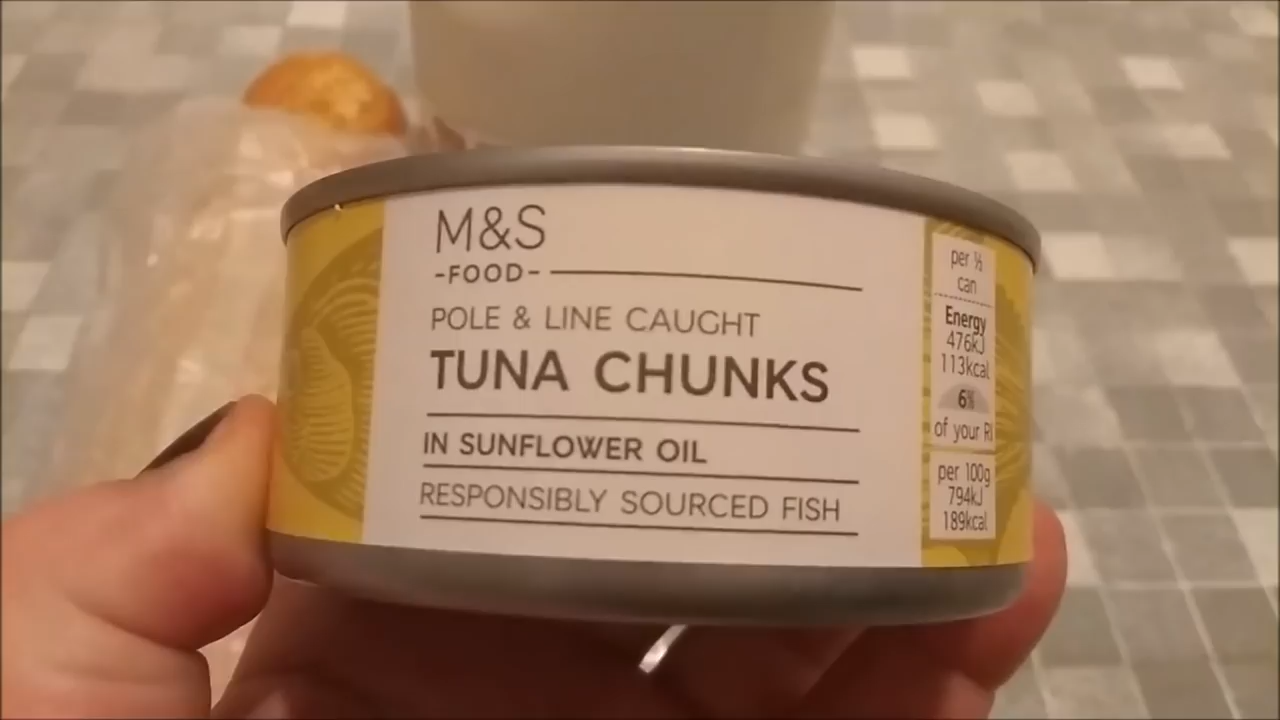 M&S
-FOOD-
POLE & LINE CAUGHT
TUNA CHUNKS
IN SUNFLOWER OIL
RESPONSIBLY SOURCED FISH
per ½
can
Energy
476kJ
113kcal
6%
of your RI
per 100g
794kJ
189kcal